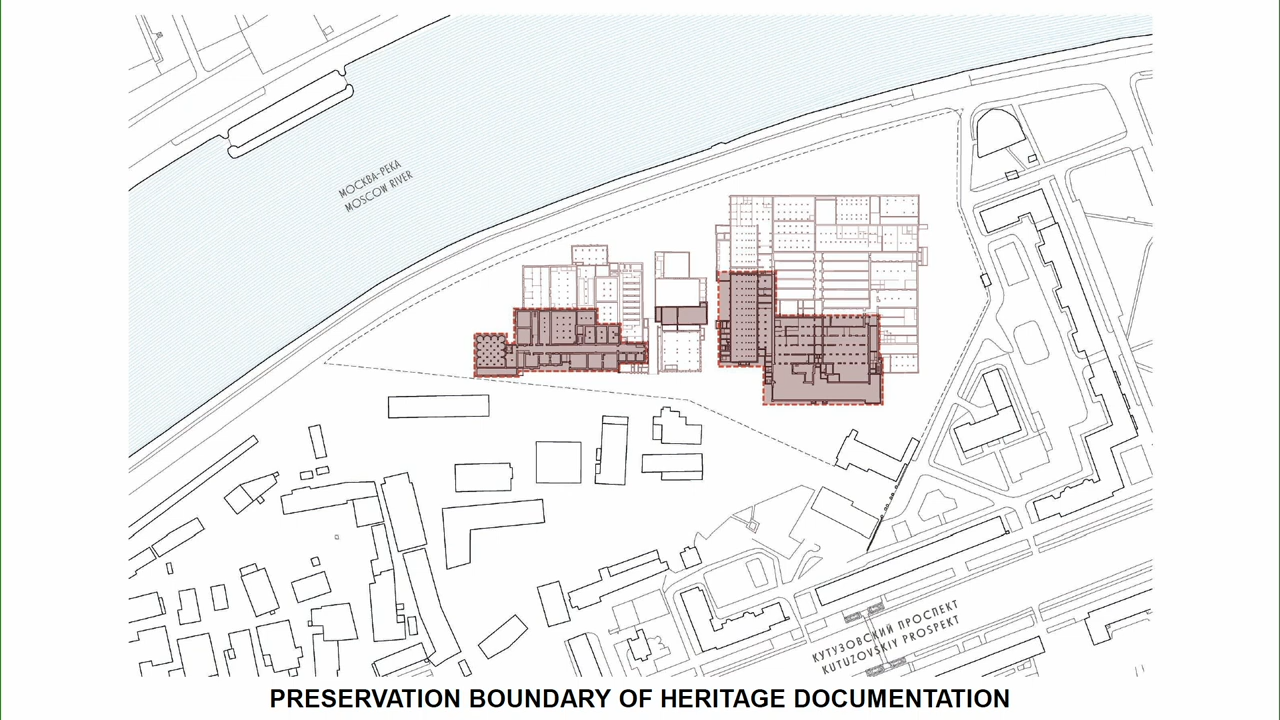 МОСКВА-РЕКА
MOSCOW RIVER
КУТУЗОВСКИЙ ПРОСПЕКТ
KUTUZOVSKIY PROSPEKT
PRESERVATION BOUNDARY OF HERITAGE DOCUMENTATION